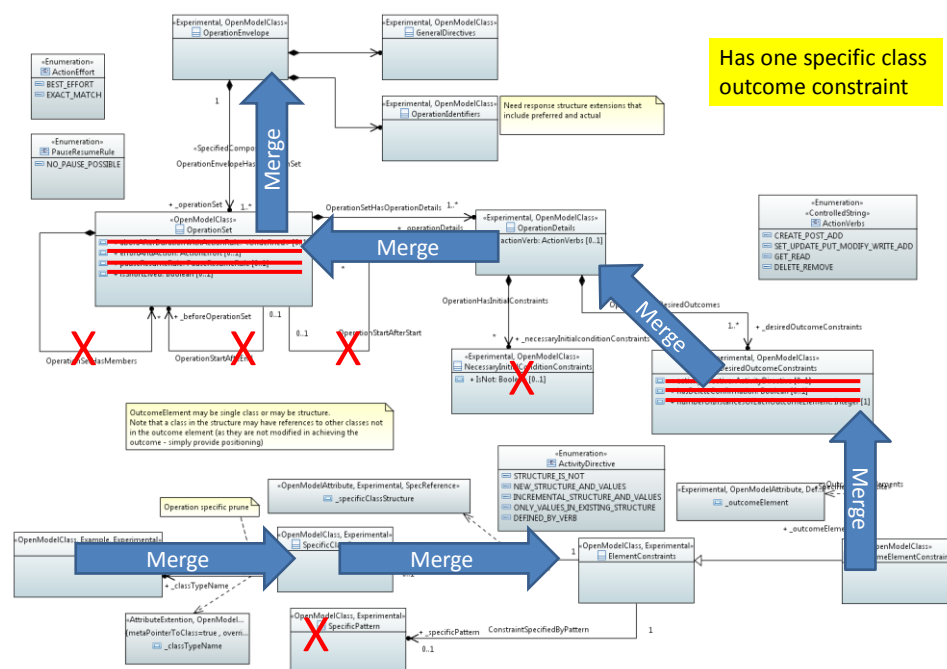 «Experimental, OpenModelClass»
OperationEnvelope
«Experimental, OpenModelClass»
GeneralDirectives
Has one specific class
outcome constraint
«Enumeration»
ActionEffort
BEST_EFFORT
EXACT_MATCH
1
Merge
«Experimental, OpenModelClass»
OperationIdentifiers
Need response structure extensions that
include preferred and actual
«Enumeration»
PauseResumeRule
NO_PAUSE_POSSIBLE
+ _operationSet
1..*
OperationSetHasOperationDetails
1..*
«OpenModelClass»
OperationSet
Merge
«Experimental, OpenModelClass»
OperationDetails
actionVerb: ActionVerbs [0..1]
«Enumeration»
«ControlledString»
ActionVerbs
CREATE_POST_ADD
SET_UPDATE_PUT_MODIFY_WRITE_ADD
GET_READ
DELETE_REMOVE
*
+ _beforeOperationSet
*
0..1
0..1
X
X
X
OperationStartAfterStart
OperationHasInitialConstraints
*
+ _necessaryInitialconditionConstraints
Merge
1..*
+ _desiredOutcomeConstraints
«Experimental, OpenModelClass»
X
+ IsNot: Boolean [0..1]
OutcomeElement may be single class or may be structure.
Note that a class in the structure may have references to other classes not
in the outcome element (as they are not modified in achieving the
outcome - simply provide positioning)
«Enumeration»
ActivityDirective
STRUCTURE_IS_NOT
NEW_STRUCTURE_AND_VALUES
INCREMENTAL_STRUCTURE_AND_VALUES
ONLY_VALUES_IN_EXISTING_STRUCTURE
DEFINED_BY_VERB
Merge
«OpenModelAttribute, Experimental, SpecReference»
_specificClassStructure
_outcomeElement
Operation specific prune
Merge
Merge
1
«OpenModelClass, Experimental»
ElementConstraints
+ _classTypeName
«AttributeExtention, OpenModel...
{metaPointerToClass=true , overri...
_classTypeName
«OpenModelClass, Experimental»
SpecificPattern
X
+ _specificPattern
0..1
ConstraintSpecifiedByPattern
1